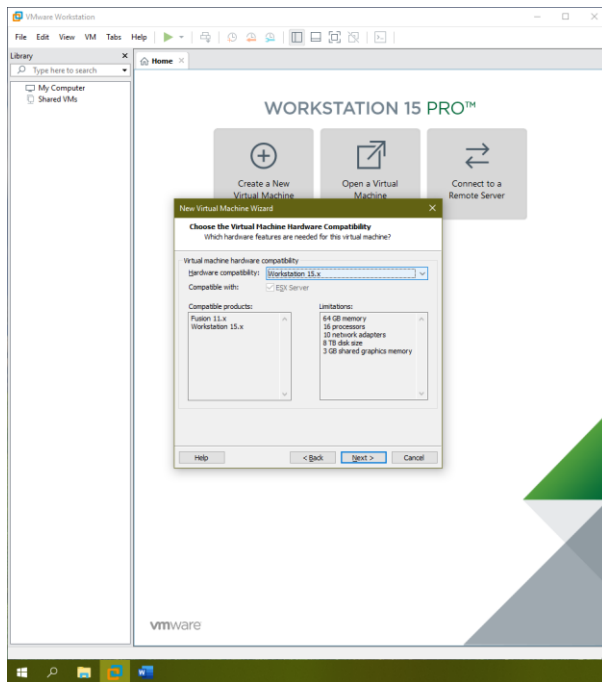 VMware Workstation
File Edit View VM Tabs Help
Library
Type here to search
My Computer
Shared VMs
Home
WORKSTATION 15 PRO™
Create a New
Virtual Machine
Open a Virtual
Machine
Connect to a
Remote Server
New Virtual Machine Wizard
Choose the Virtual Machine Hardware Compatibility
Which hardware features are needed for this virtual machine?
Virtual machine hardware compatibility
Hardware compatibility: Workstation 15.x
Compatible with: ESX Server
Compatible products:
Fusion 11.x
Workstation 15.x
Limitations:
64 GB memory
16 processors
10 network adapters
8 TB disk size
3 GB shared graphics memory
Help < Back Next > Cancel
vmware